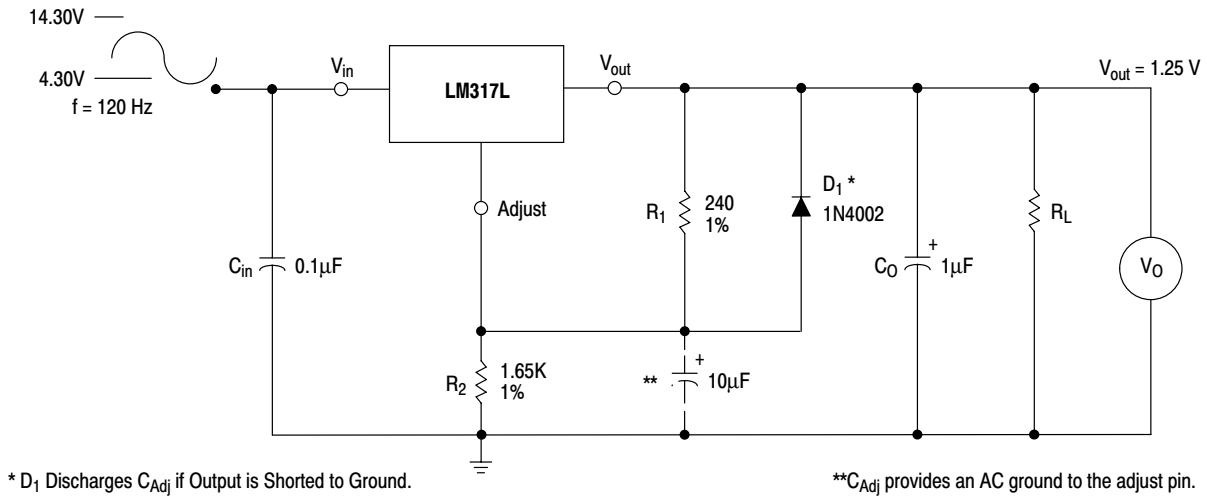 14.30V
4.30V
f = 120 Hz
V_in
LM317L
V_out
V_out = 1.25 V
Adjust
C_in
0.1μF
R_1
240
1%
D_1 *
1N4002
C_O
+
1μF
R_L
V_O
R_2
1.65K
1%
**
+
10μF
* D_1 Discharges C_Adj if Output is Shorted to Ground.
**C_Adj provides an AC ground to the adjust pin.